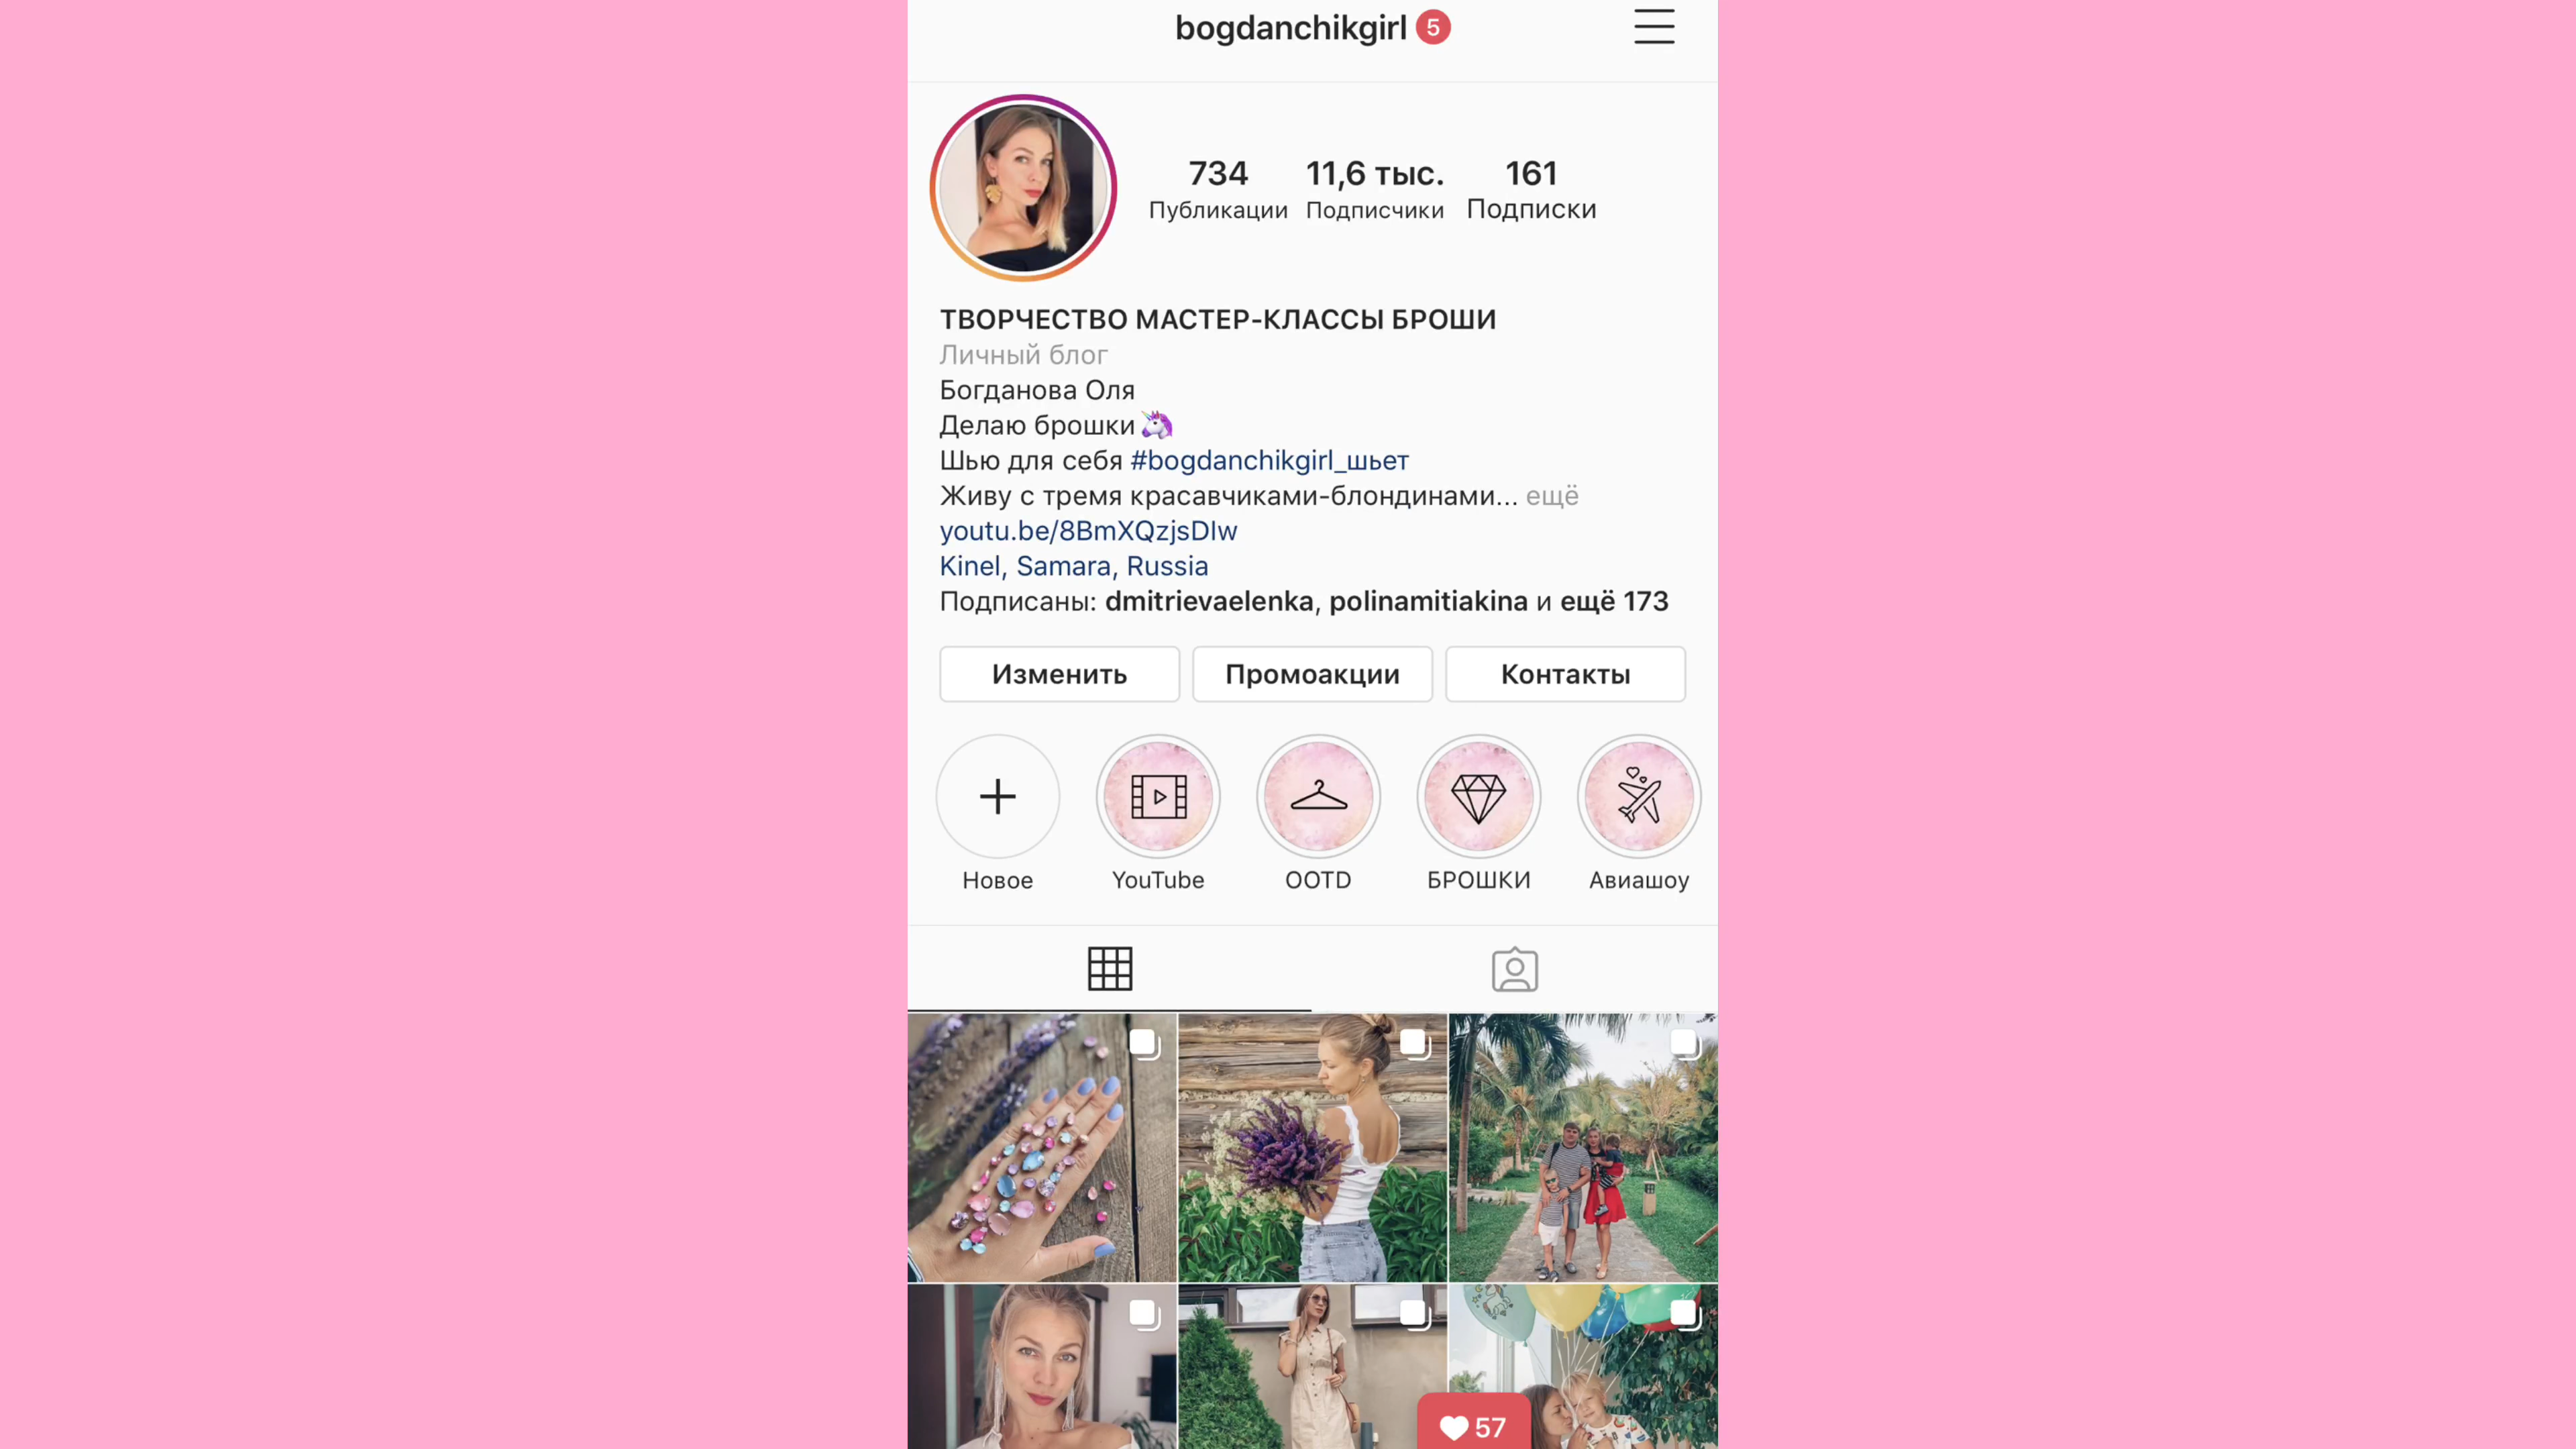 bogdanchikgirl 5
734 11,6 тыс. 161
Публикации Подписчики Подписки
ТВОРЧЕСТВО МАСТЕР-КЛАССЫ БРОШИ
Личный блог
Богданова Оля
Делаю брошки🦄
Шью для себя #bogdanchikgirl_шьет
Живу с тремя красавчиками-блондинами... ещё
youtu.be/8BmXQzjsDIw
Kinel, Samara, Russia
Подписаны: dmitrievaelenka, polinamitiakina и ещё 173
Изменить Промоакции Контакты
Новое YouTube OOTD БРОШКИ Авиашоу
57